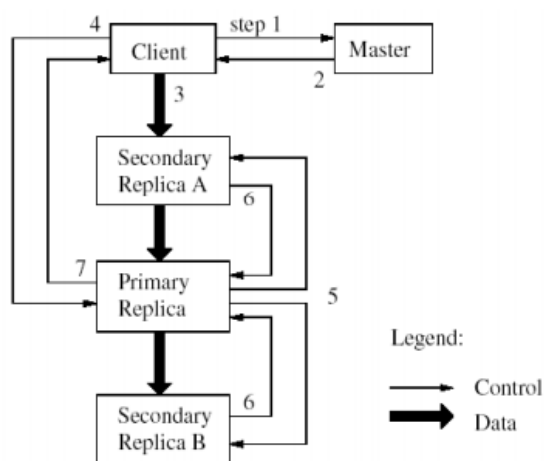 4
step 1
Client
Master
2
3
Secondary
Replica A
6
7
Primary
Replica
5
Legend:
6
Control
Secondary
Replica B
Data